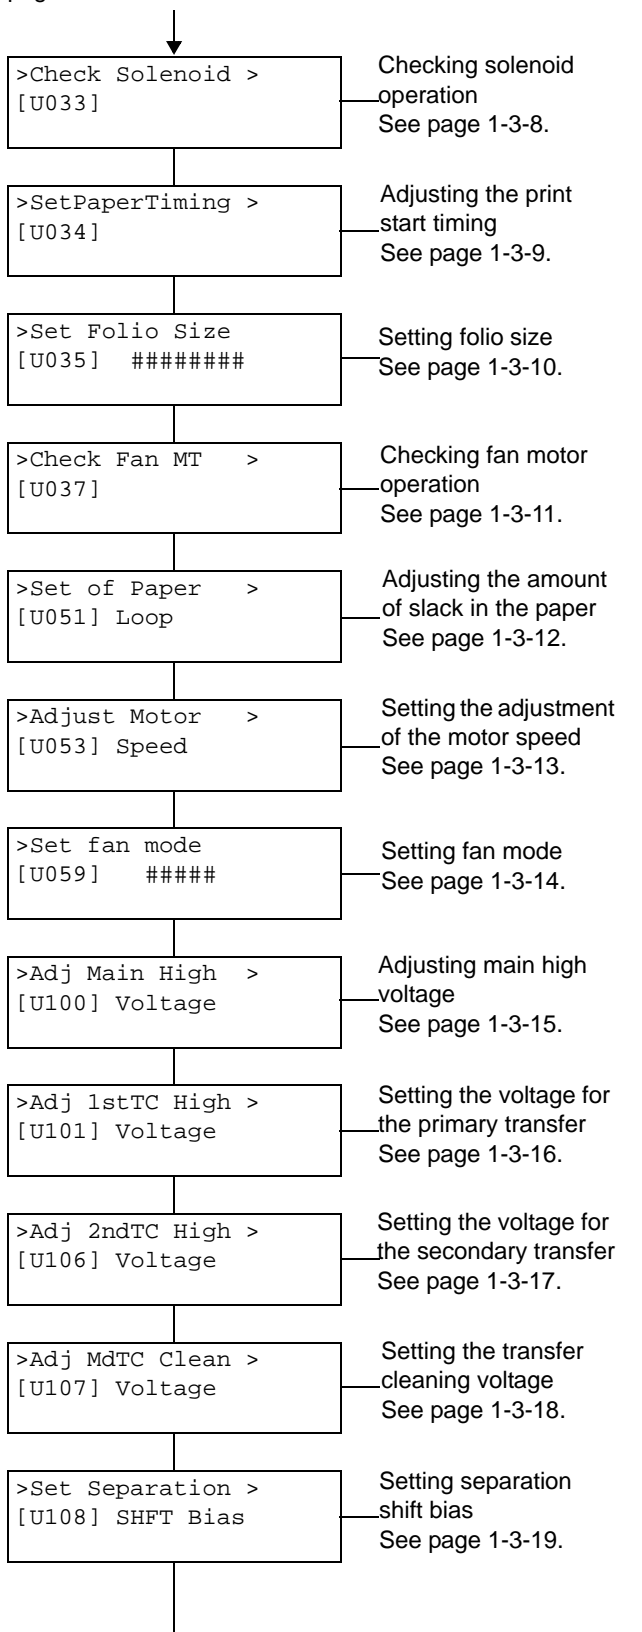 >Check Solenoid >
[U033]
Checking solenoid
operation
See page 1-3-8.
>SetPaperTiming >
[U034]
Adjusting the print
start timing
See page 1-3-9.
>Set Folio Size
[U035] ########
Setting folio size
See page 1-3-10.
>Check Fan MT >
[U037]
Checking fan motor
operation
See page 1-3-11.
>Set of Paper >
[U051] Loop
Adjusting the amount
of slack in the paper
See page 1-3-12.
>Adjust Motor >
[U053] Speed
Setting the adjustment
of the motor speed
See page 1-3-13.
>Set fan mode
[U059] #####
Setting fan mode
See page 1-3-14.
>Adj Main High >
[U100] Voltage
Adjusting main high
voltage
See page 1-3-15.
>Adj 1stTC High >
[U101] Voltage
Setting the voltage for
the primary transfer
See page 1-3-16.
>Adj 2ndTC High >
[U106] Voltage
Setting the voltage for
the secondary transfer
See page 1-3-17.
>Adj MdTC Clean >
[U107] Voltage
Setting the transfer
cleaning voltage
See page 1-3-18.
>Set Separation >
[U108] SHFT Bias
Setting separation
shift bias
See page 1-3-19.